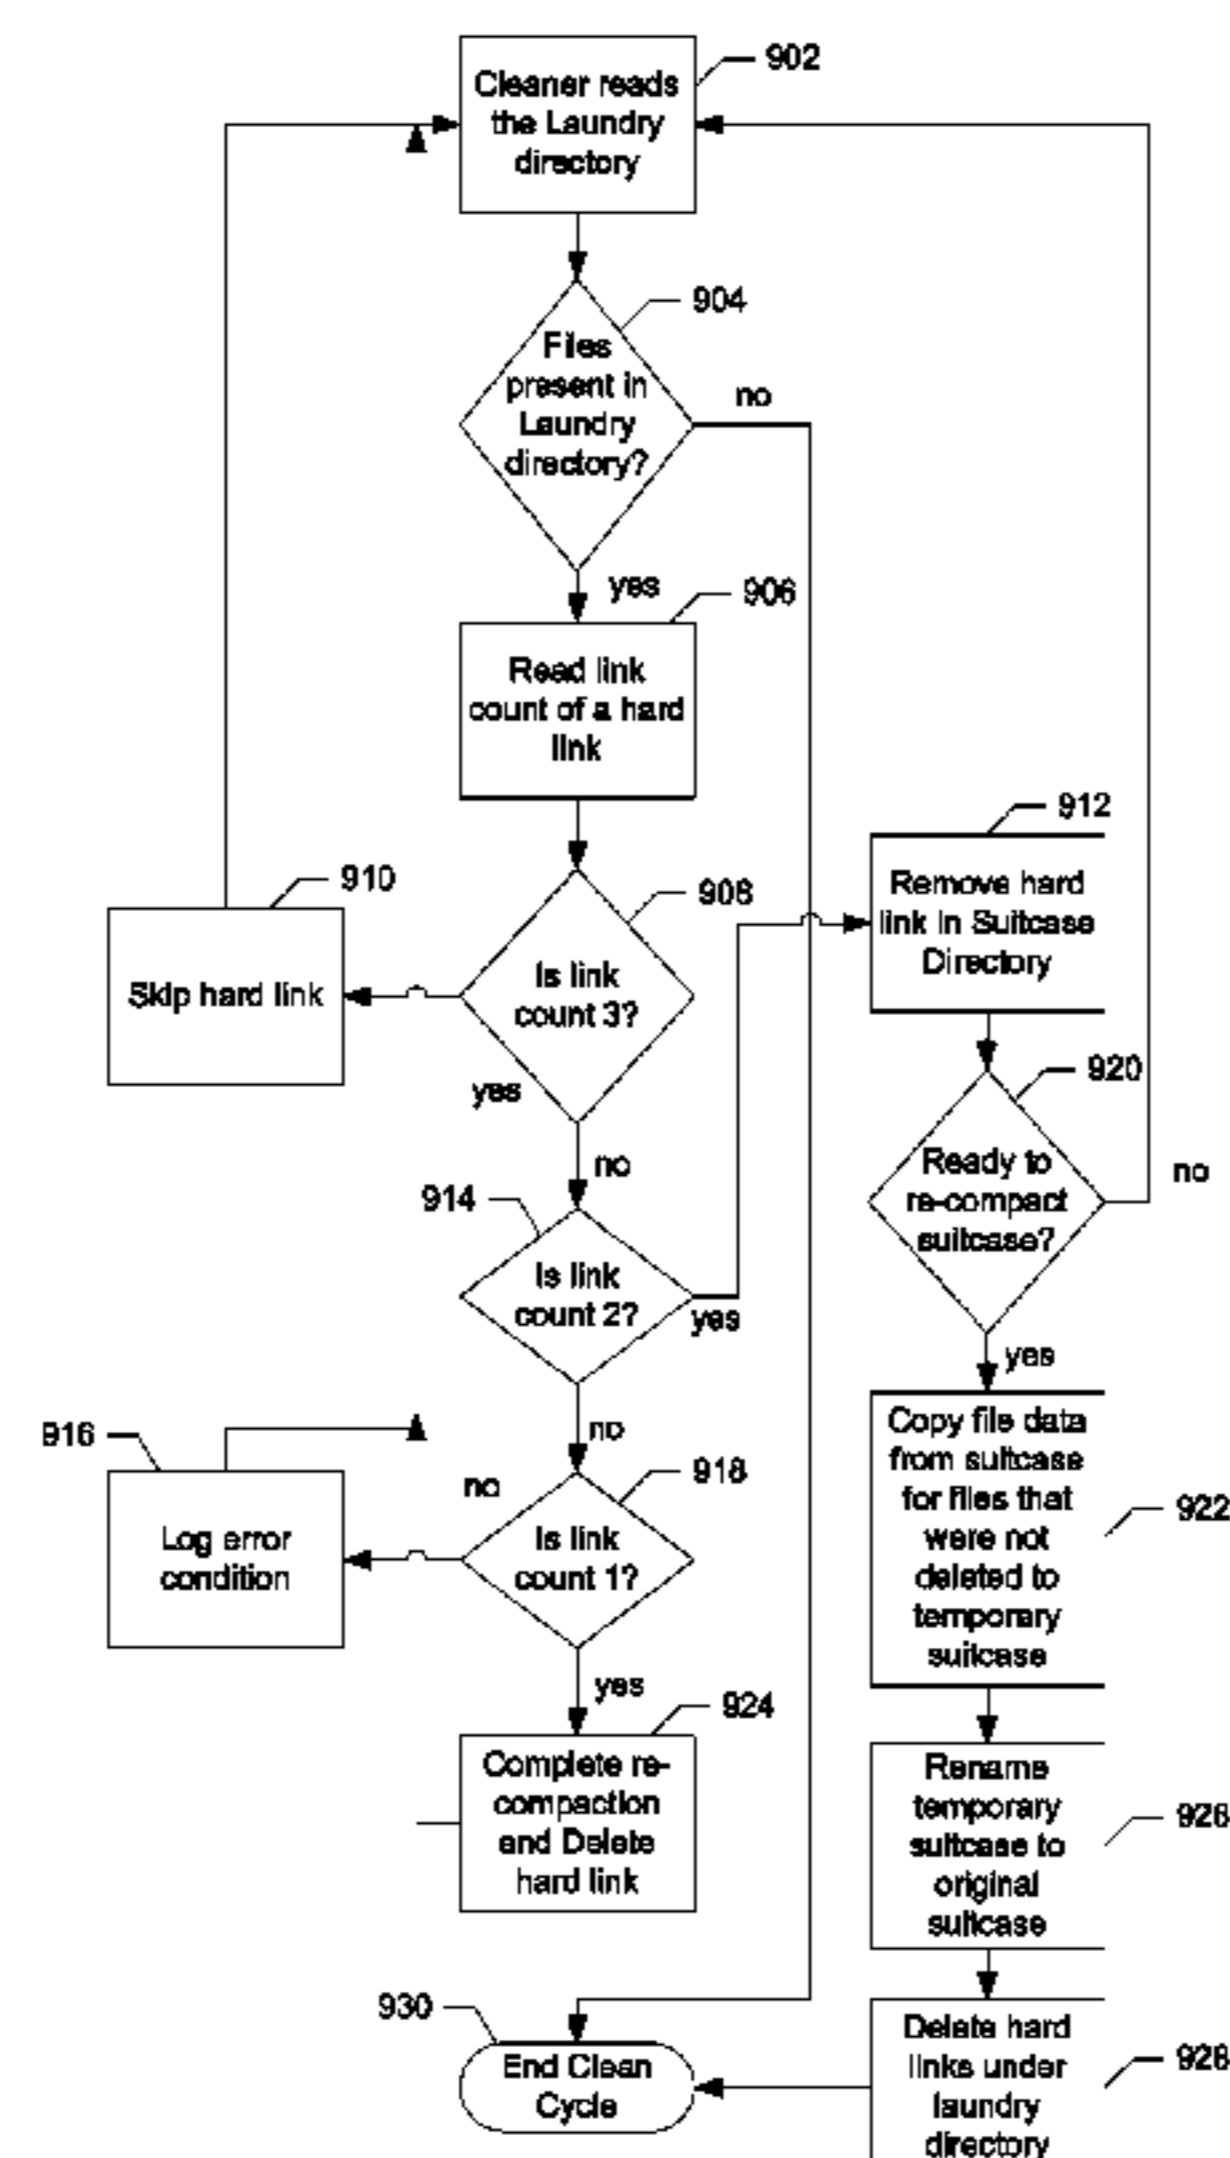 902
Cleaner reads
the Laundry
directory
904
Files
present in
Laundry
directory?
no
yes
906
Read link
count of a hard
link
912
Remove hard
link in Suitcase
Directory
910
Skip hard link
908
Is link
count 3?
yes
no
920
Ready to
re-compact
suitcase?
no
yes
914
Is link
count 2?
yes
no
916
Log error
condition
no
918
Is link
count 1?
yes
922
Copy file data
from suitcase
for files that
were not
deleted to
temporary
suitcase
924
Complete re-
compaction
and Delete
hard link
926
Rename
temporary
suitcase to
original
suitcase
930
End Clean
Cycle
928
Delete hard
links under
laundry
directory